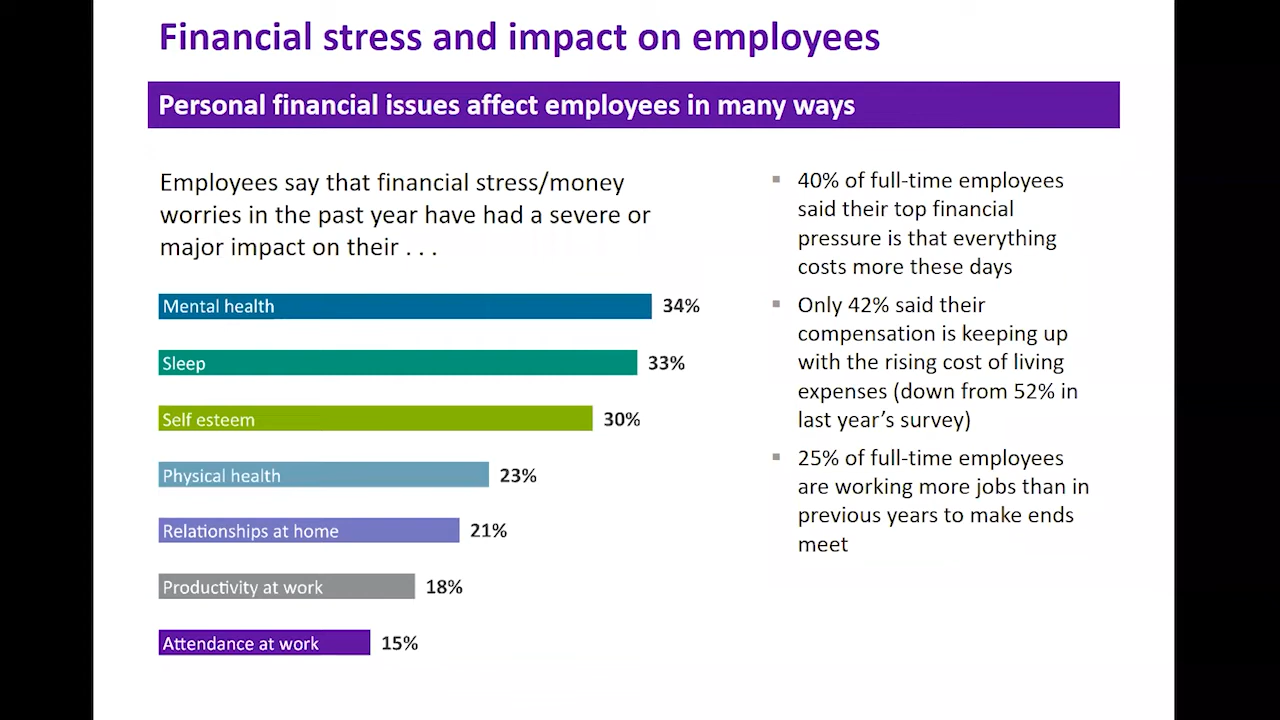 Financial stress and impact on employees
Personal financial issues affect employees in many ways
Employees say that financial stress/money
worries in the past year have had a severe or
major impact on their . . .
Mental health 34%
Sleep 33%
Self esteem 30%
Physical health 23%
Relationships at home 21%
Productivity at work 18%
Attendance at work 15%
▪ 40% of full-time employees
said their top financial
pressure is that everything
costs more these days
▪ Only 42% said their
compensation is keeping up
with the rising cost of living
expenses (down from 52% in
last year’s survey)
▪ 25% of full-time employees
are working more jobs than in
previous years to make ends
meet